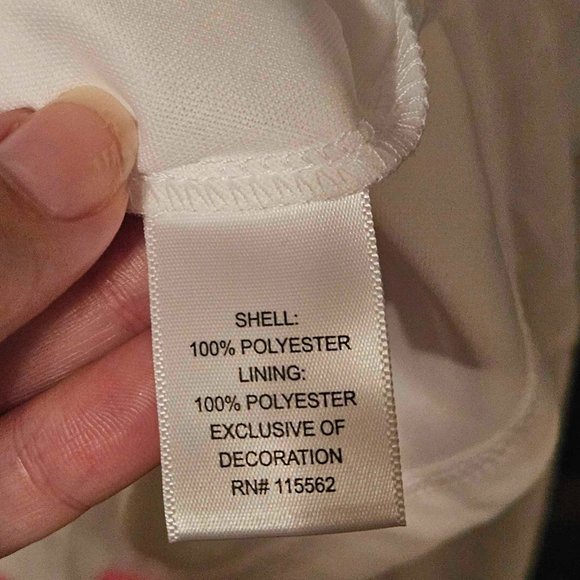 SHELL:
100% POLYESTER
LINING:
100% POLYESTER
EXCLUSIVE OF
DECORATION
RN# 115562